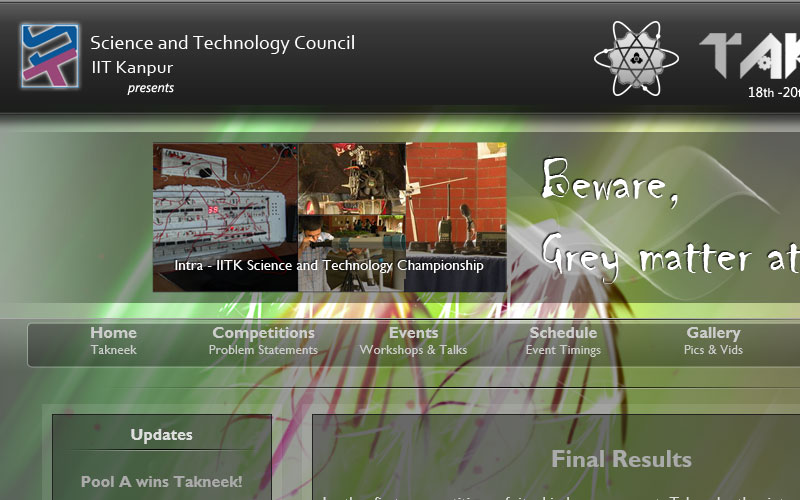 Science and Technology Council
IIT Kanpur
presents
TAK
18th -20t
Beware,
Grey matter at
Intra - IITK Science and Technology Championship
Home
Takneek
Competitions
Problem Statements
Events
Workshops & Talks
Schedule
Event Timings
Gallery
Pics & Vids
Updates
Pool A wins Takneek!
Final Results